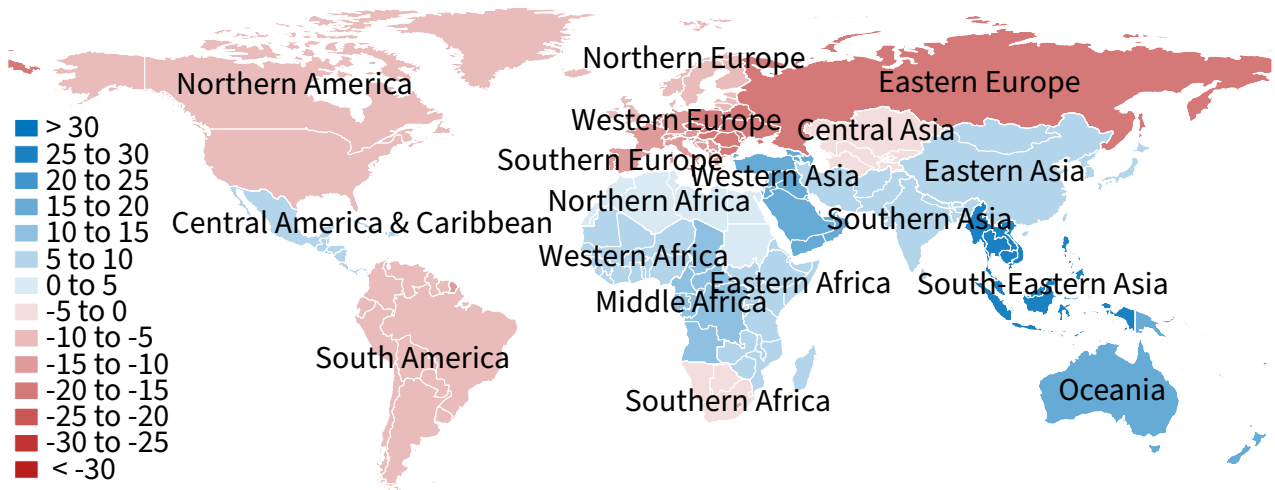 Northern Europe
Northern America
Eastern Europe
Western Europe
Central Asia
Southern Europe
Western Asia
Eastern Asia
Northern Africa
Central America & Caribbean
Southern Asia
Western Africa
Eastern Africa
South-Eastern Asia
Middle Africa
South America
Oceania
Southern Africa
> 30
25 to 30
20 to 25
15 to 20
10 to 15
5 to 10
0 to 5
-5 to 0
-10 to -5
-15 to -10
-20 to -15
-25 to -20
-30 to -25
< -30